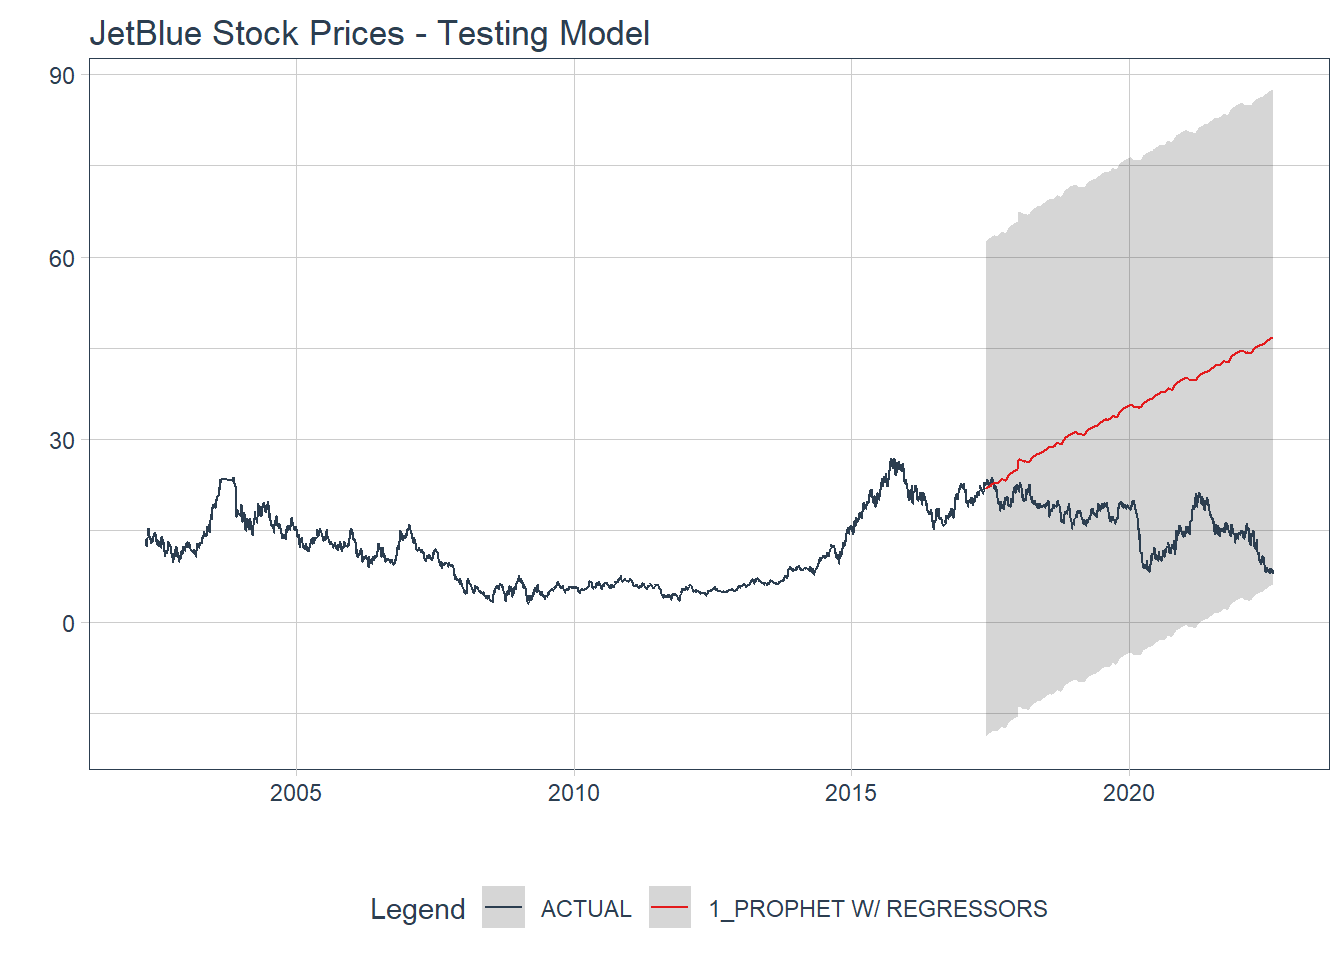 JetBlue Stock Prices - Testing Model
90
60
30
0
2005 2010 2015 2020
Legend ACTUAL 1_PROPHET W/ REGRESSORS